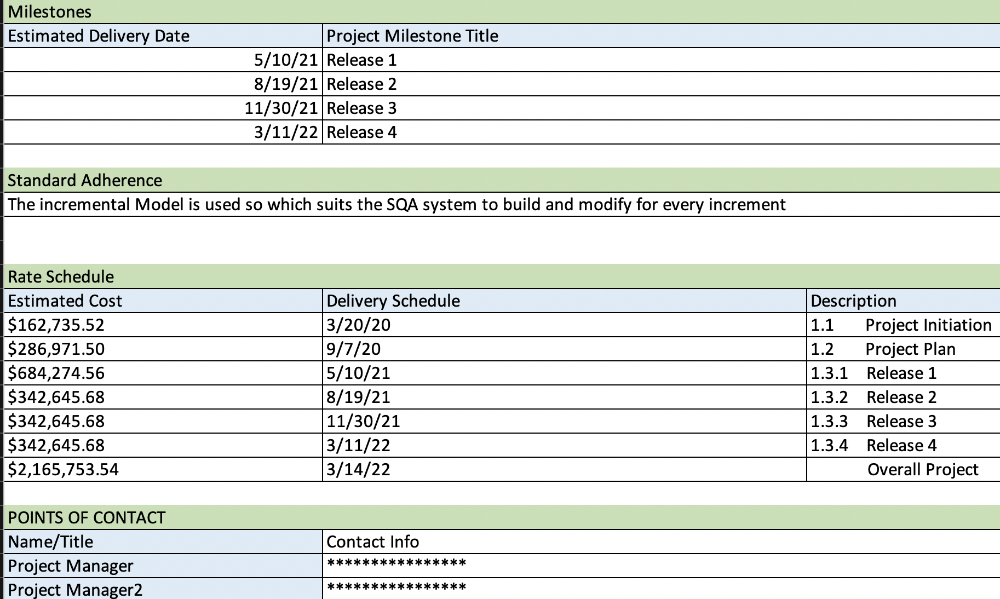 Milestones
Estimated Delivery Date Project Milestone Title
5/10/21 Release 1
8/19/21 Release 2
11/30/21 Release 3
3/11/22 Release 4
Standard Adherence
The incremental Model is used so which suits the SQA system to build and modify for every increment
Rate Schedule
Estimated Cost Delivery Schedule Description
$162,735.52 3/20/20 1.1 Project Initiation
$286,971.50 9/7/20 1.2 Project Plan
$684,274.56 5/10/21 1.3.1 Release 1
$342,645.68 8/19/21 1.3.2 Release 2
$342,645.68 11/30/21 1.3.3 Release 3
$342,645.68 3/11/22 1.3.4 Release 4
$2,165,753.54 3/14/22 Overall Project
POINTS OF CONTACT
Name/Title Contact Info
Project Manager ****************
Project Manager2 ****************